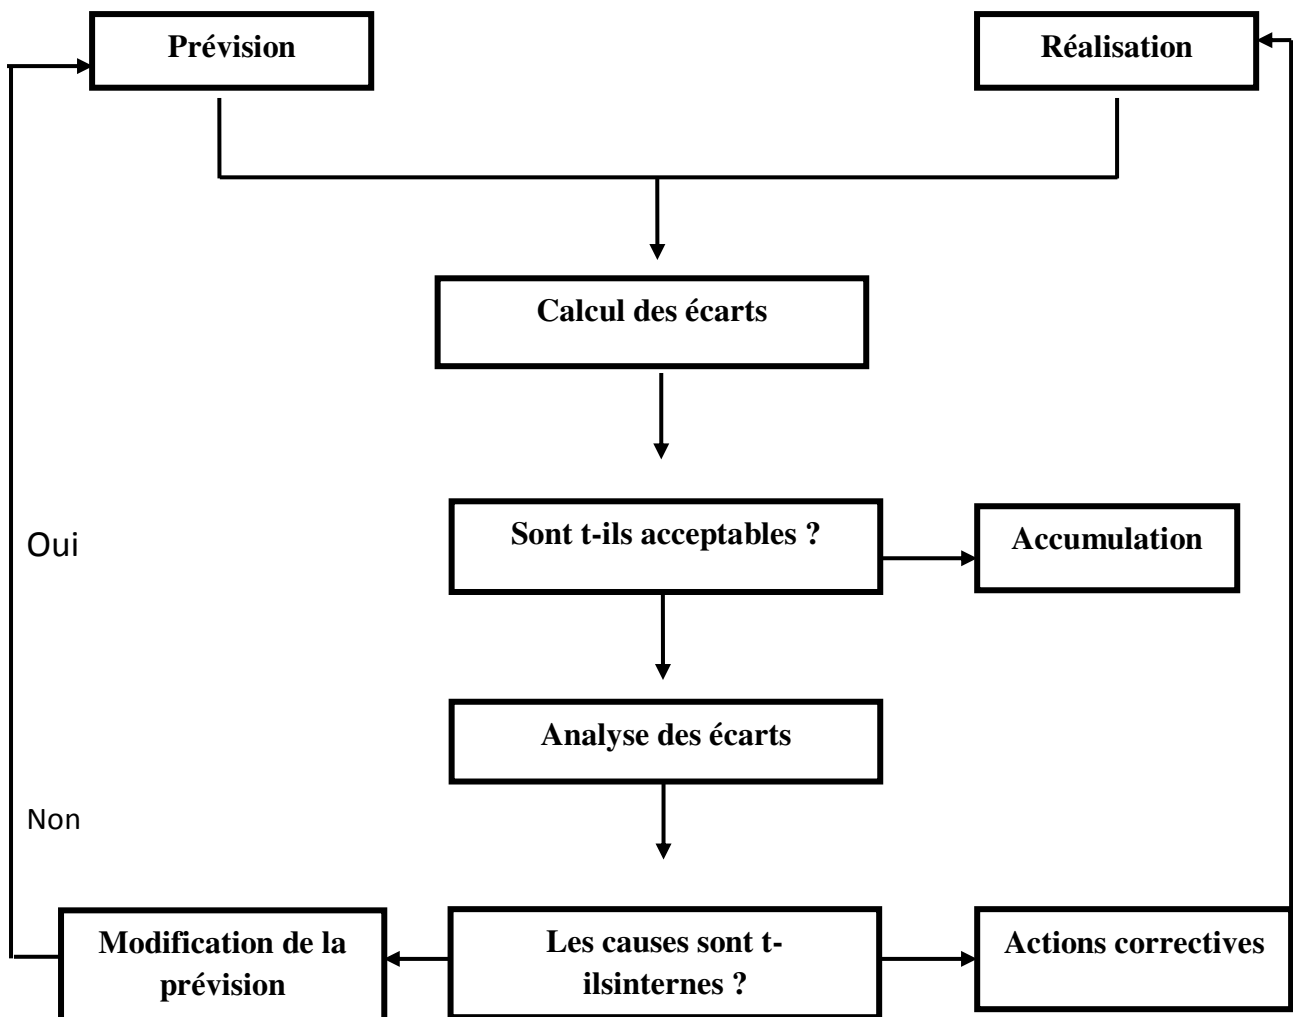 Prévision
Réalisation
Calcul des écarts
Sont t-ils acceptables ?
Accumulation
Oui
Analyse des écarts
Non
Modification de la
prévision
Les causes sont t-
ilsinternes ?
Actions correctives